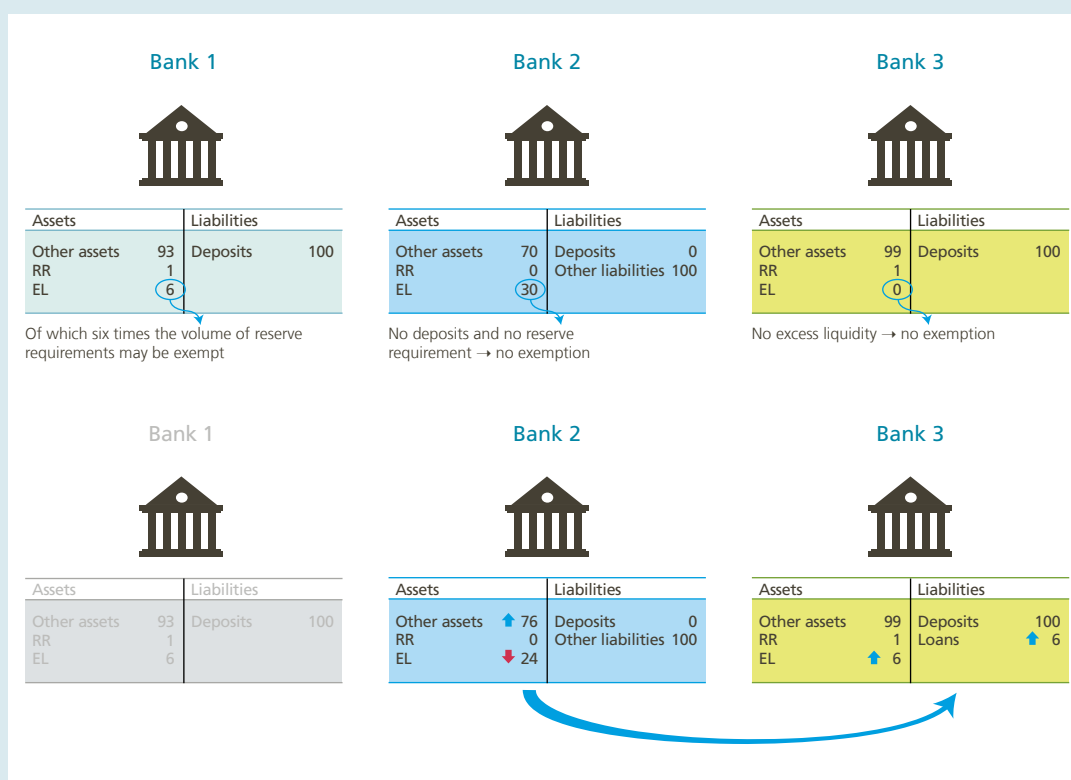 Bank 1
Bank 2
Bank 3
Assets Liabilities
Other assets 93 Deposits 100
RR 1
EL 6
Of which six times the volume of reserve
requirements may be exempt
Assets Liabilities
Other assets 70 Deposits 0
RR 0 Other liabilities 100
EL 30
No deposits and no reserve
requirement → no exemption
Assets Liabilities
Other assets 99 Deposits 100
RR 1
EL 0
No excess liquidity → no exemption
Bank 1
Bank 2
Bank 3
Assets Liabilities
Other assets 93 Deposits 100
RR 1
EL 6
Assets Liabilities
Other assets 76 Deposits 0
RR 0 Other liabilities 100
EL 24
Assets Liabilities
Other assets 99 Deposits 100
RR 1 Loans 6
EL 6